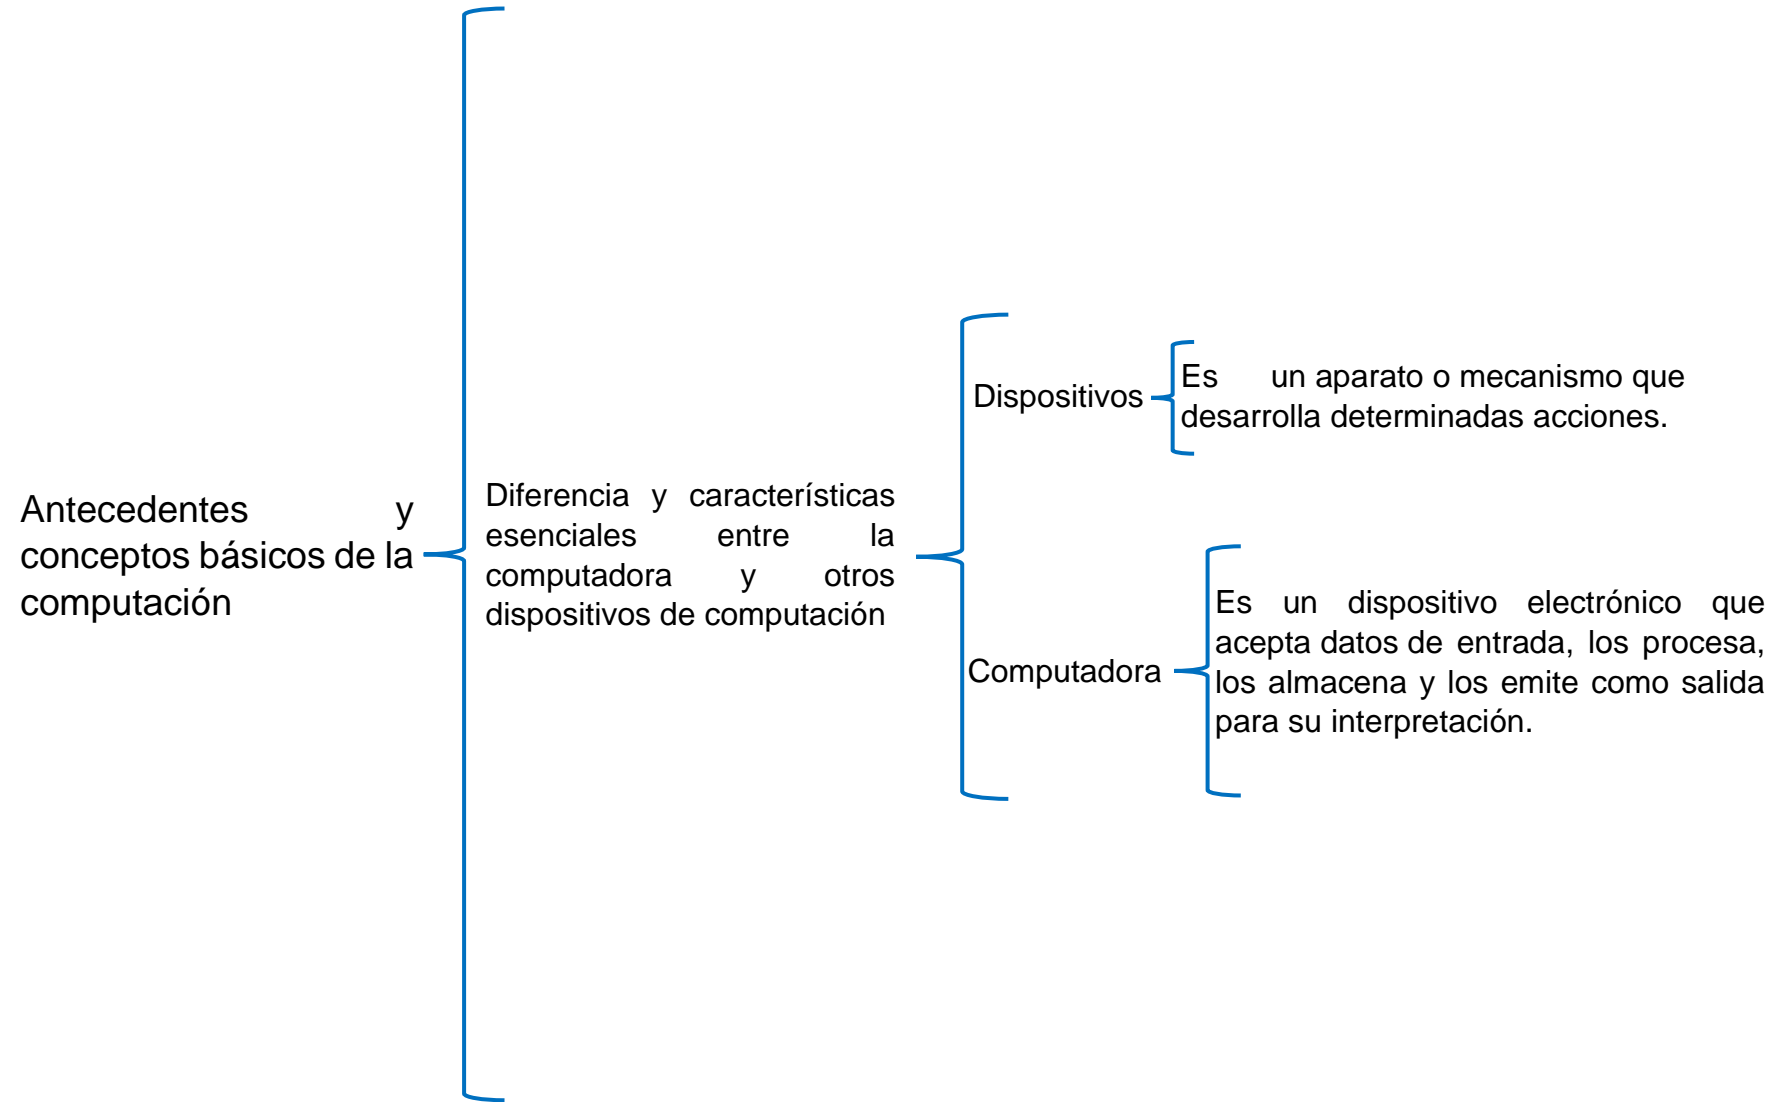 Antecedentes y
conceptos básicos de la
computación
Diferencia y características
esenciales entre la
computadora y otros
dispositivos de computación
Dispositivos
Es un aparato o mecanismo que
desarrolla determinadas acciones.
Computadora
Es un dispositivo electrónico que
acepta datos de entrada, los procesa,
los almacena y los emite como salida
para su interpretación.